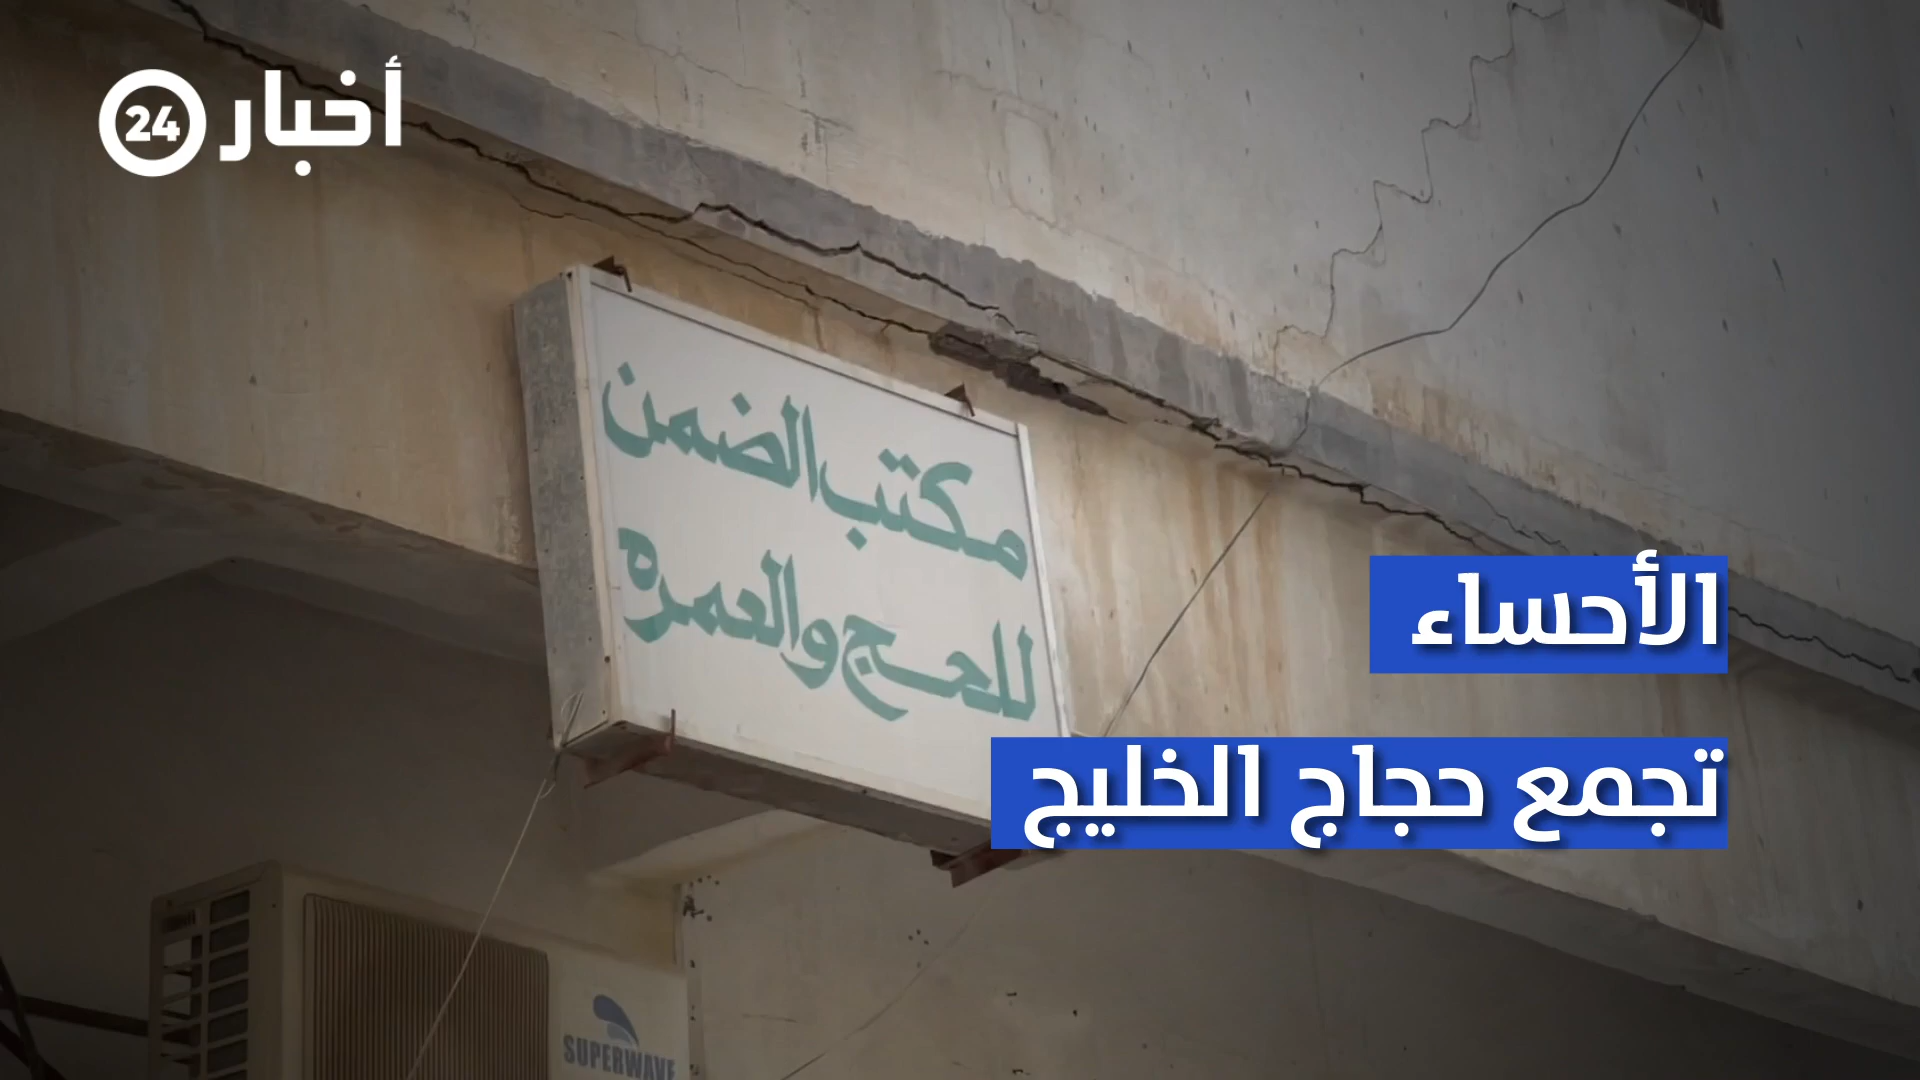 أخبار 24
مكتب الضمن
للحج والعمره
الأحساء
تجمع حجاج الخليج
SUPERWAVE